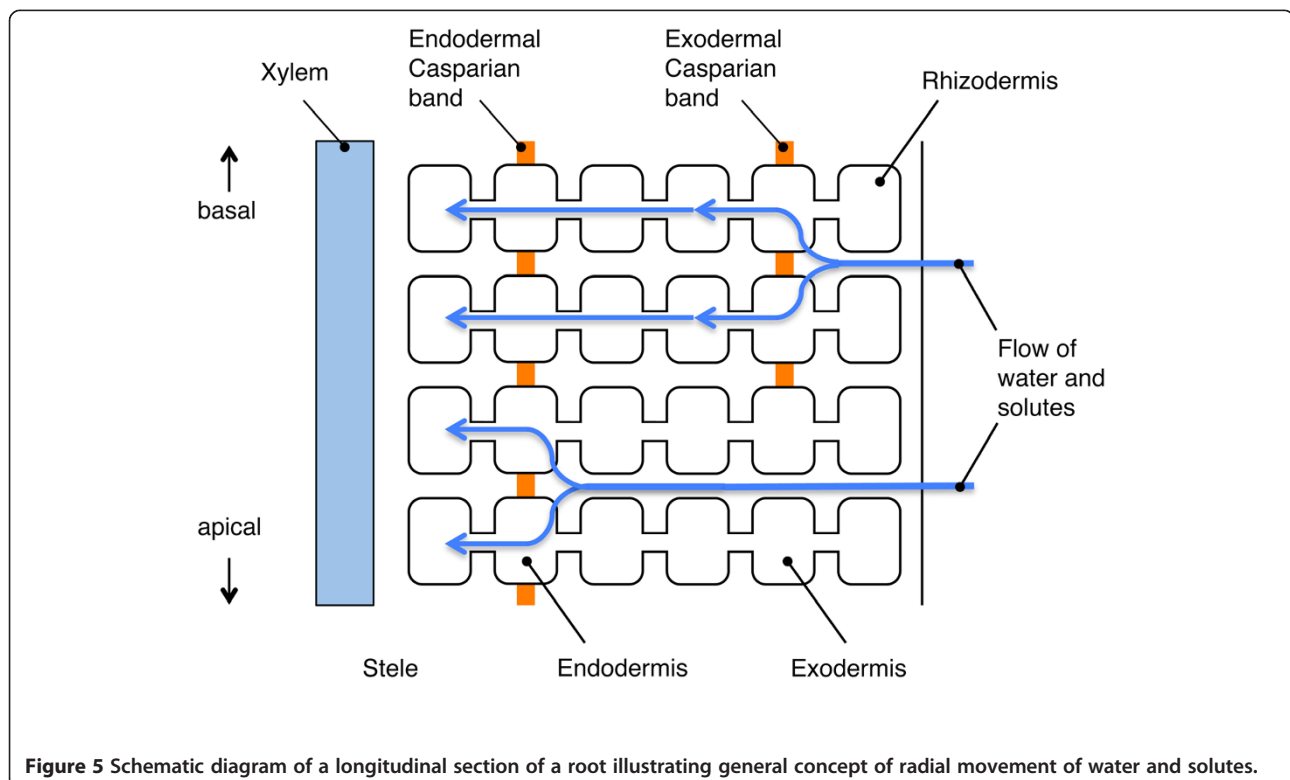 Endodermal
Casparian
band
Exodermal
Casparian
band
Xylem
Rhizodermis
basal
Flow of
water and
solutes
apical
Stele
Endodermis
Exodermis
Figure 5 Schematic diagram of a longitudinal section of a root illustrating general concept of radial movement of water and solutes.